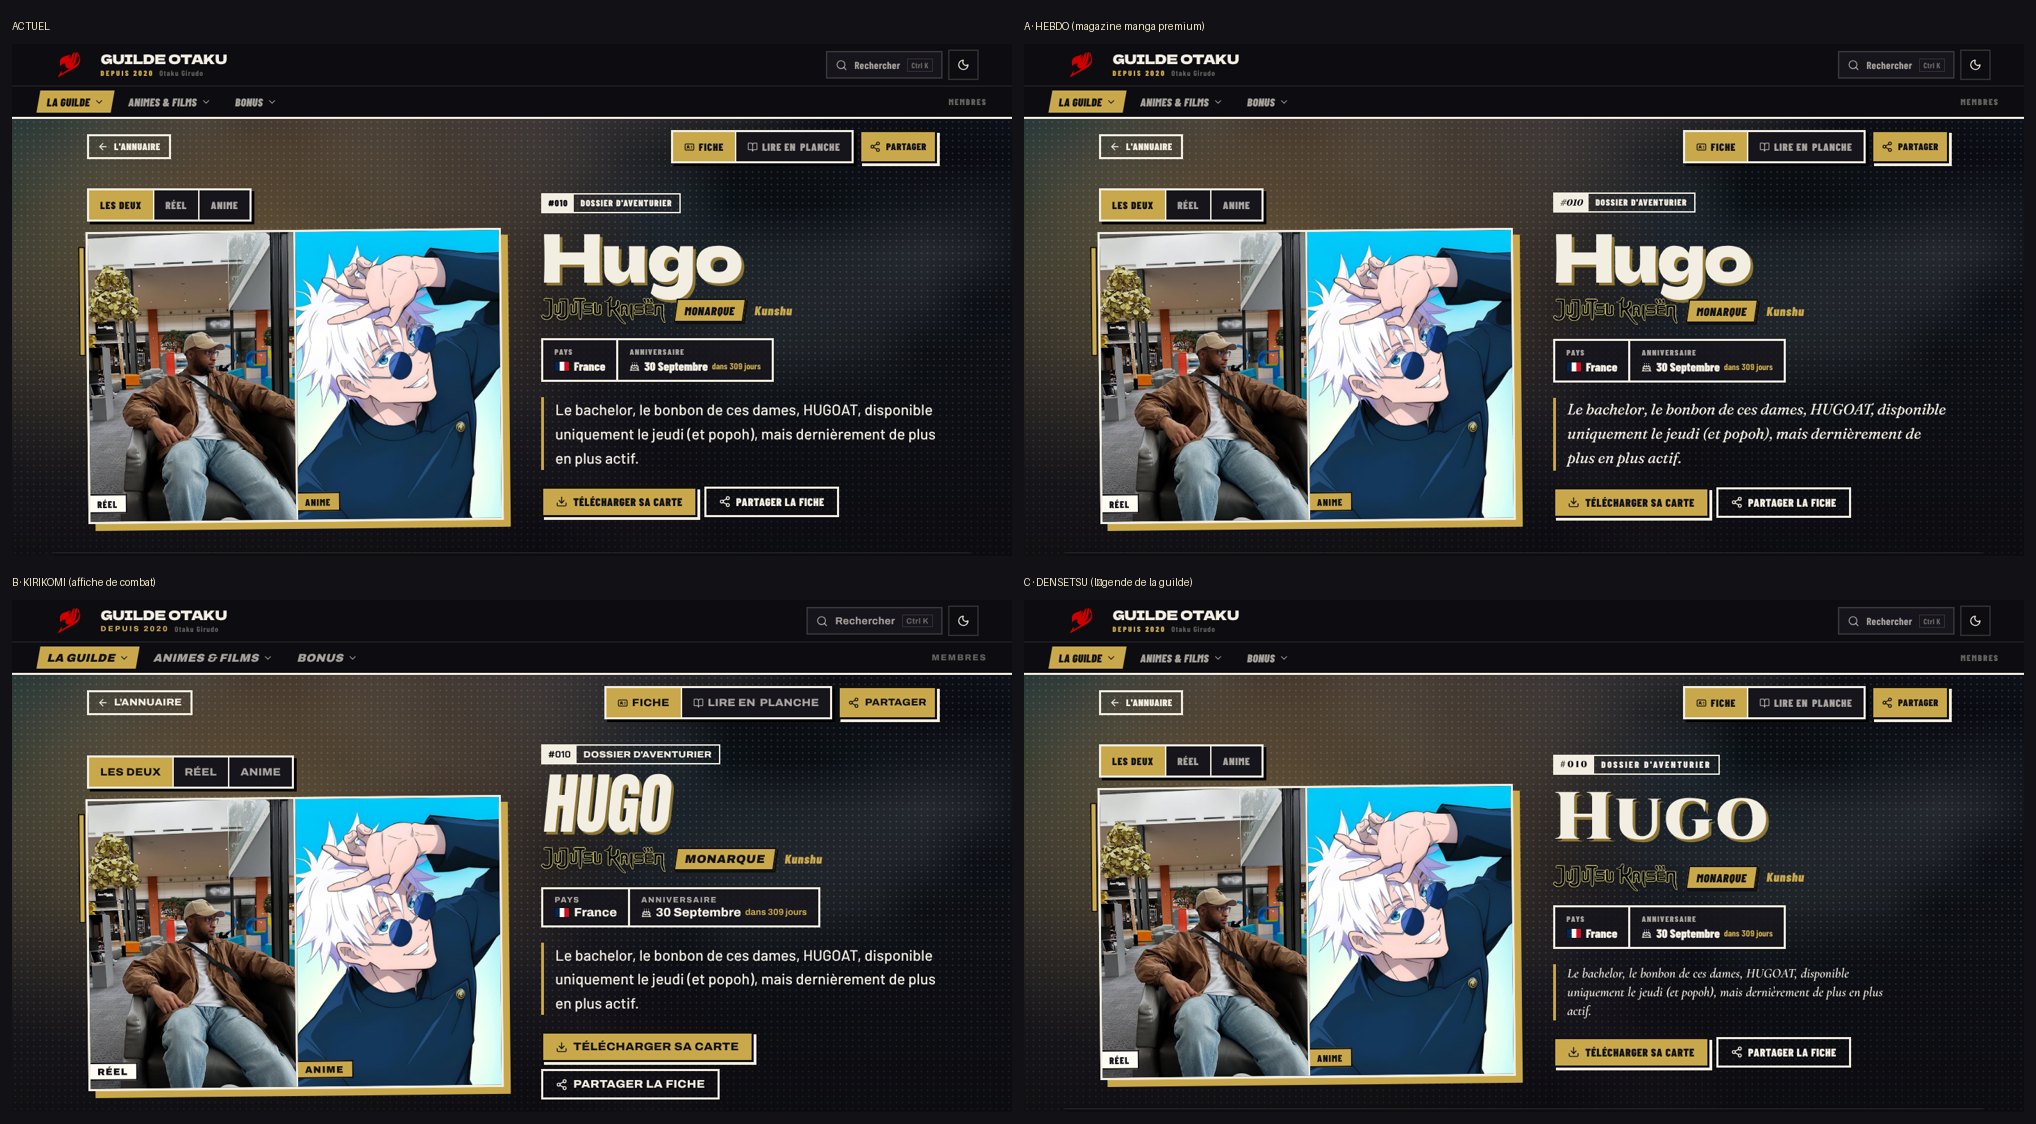 ACTUEL
GUILDE OTAKU
DEPUIS 2020 Otaku Girudo
Rechercher Ctrl K
LA GUILDE ANIMES & FILMS BONUS MEMBRES
L'ANNUAIRE FICHE LIRE EN PLANCHE PARTAGER
LES DEUX RÉEL ANIME
#010 DOSSIER D'AVENTURIER
Hugo
JUJUTSU KAISEN MONARQUE Kunshu
PAYS ANNIVERSAIRE
France 30 Septembre dans 309 jours
Le bachelor, le bonbon de ces dames, HUGOAT, disponible
uniquement le jeudi (et popoh), mais dernièrement de plus
en plus actif.
RÉEL ANIME
TÉLÉCHARGER SA CARTE PARTAGER LA FICHE
A·HEBDO (magazine manga premium)
GUILDE OTAKU
DEPUIS 2020 Otaku Girudo
Rechercher Ctrl K
LA GUILDE ANIMES & FILMS BONUS MEMBRES
L'ANNUAIRE FICHE LIRE EN PLANCHE PARTAGER
LES DEUX RÉEL ANIME
#010 DOSSIER D'AVENTURIER
Hugo
JUJUTSU KAISEN MONARQUE Kunshu
PAYS ANNIVERSAIRE
France 30 Septembre dans 309 jours
Le bachelor, le bonbon de ces dames, HUGOAT, disponible
uniquement le jeudi (et popoh), mais dernièrement de
plus en plus actif.
RÉEL ANIME
TÉLÉCHARGER SA CARTE PARTAGER LA FICHE
B·KIRIKOMI (affiche de combat)
GUILDE OTAKU
DEPUIS 2020 Otaku Girudo
Rechercher Ctrl K
LA GUILDE ANIMES & FILMS BONUS MEMBRES
L'ANNUAIRE FICHE LIRE EN PLANCHE PARTAGER
LES DEUX RÉEL ANIME
#010 DOSSIER D'AVENTURIER
HUGO
JUJUTSU KAISEN MONARQUE Kunshu
PAYS ANNIVERSAIRE
France 30 Septembre dans 309 jours
Le bachelor, le bonbon de ces dames, HUGOAT, disponible
uniquement le jeudi (et popoh), mais dernièrement de plus
en plus actif.
TÉLÉCHARGER SA CARTE
RÉEL ANIME
PARTAGER LA FICHE
C·DENSETSU (l▯gende de la guilde)
GUILDE OTAKU
DEPUIS 2020 Otaku Girudo
Rechercher Ctrl K
LA GUILDE ANIMES & FILMS BONUS MEMBRES
L'ANNUAIRE FICHE LIRE EN PLANCHE PARTAGER
LES DEUX RÉEL ANIME
#010 DOSSIER D'AVENTURIER
HUGO
JUJUTSU KAISEN MONARQUE Kunshu
PAYS ANNIVERSAIRE
France 30 Septembre dans 309 jours
Le bachelor, le bonbon de ces dames, HUGOAT, disponible
uniquement le jeudi (et popoh), mais dernièrement de plus en plus
actif.
RÉEL ANIME
TÉLÉCHARGER SA CARTE PARTAGER LA FICHE